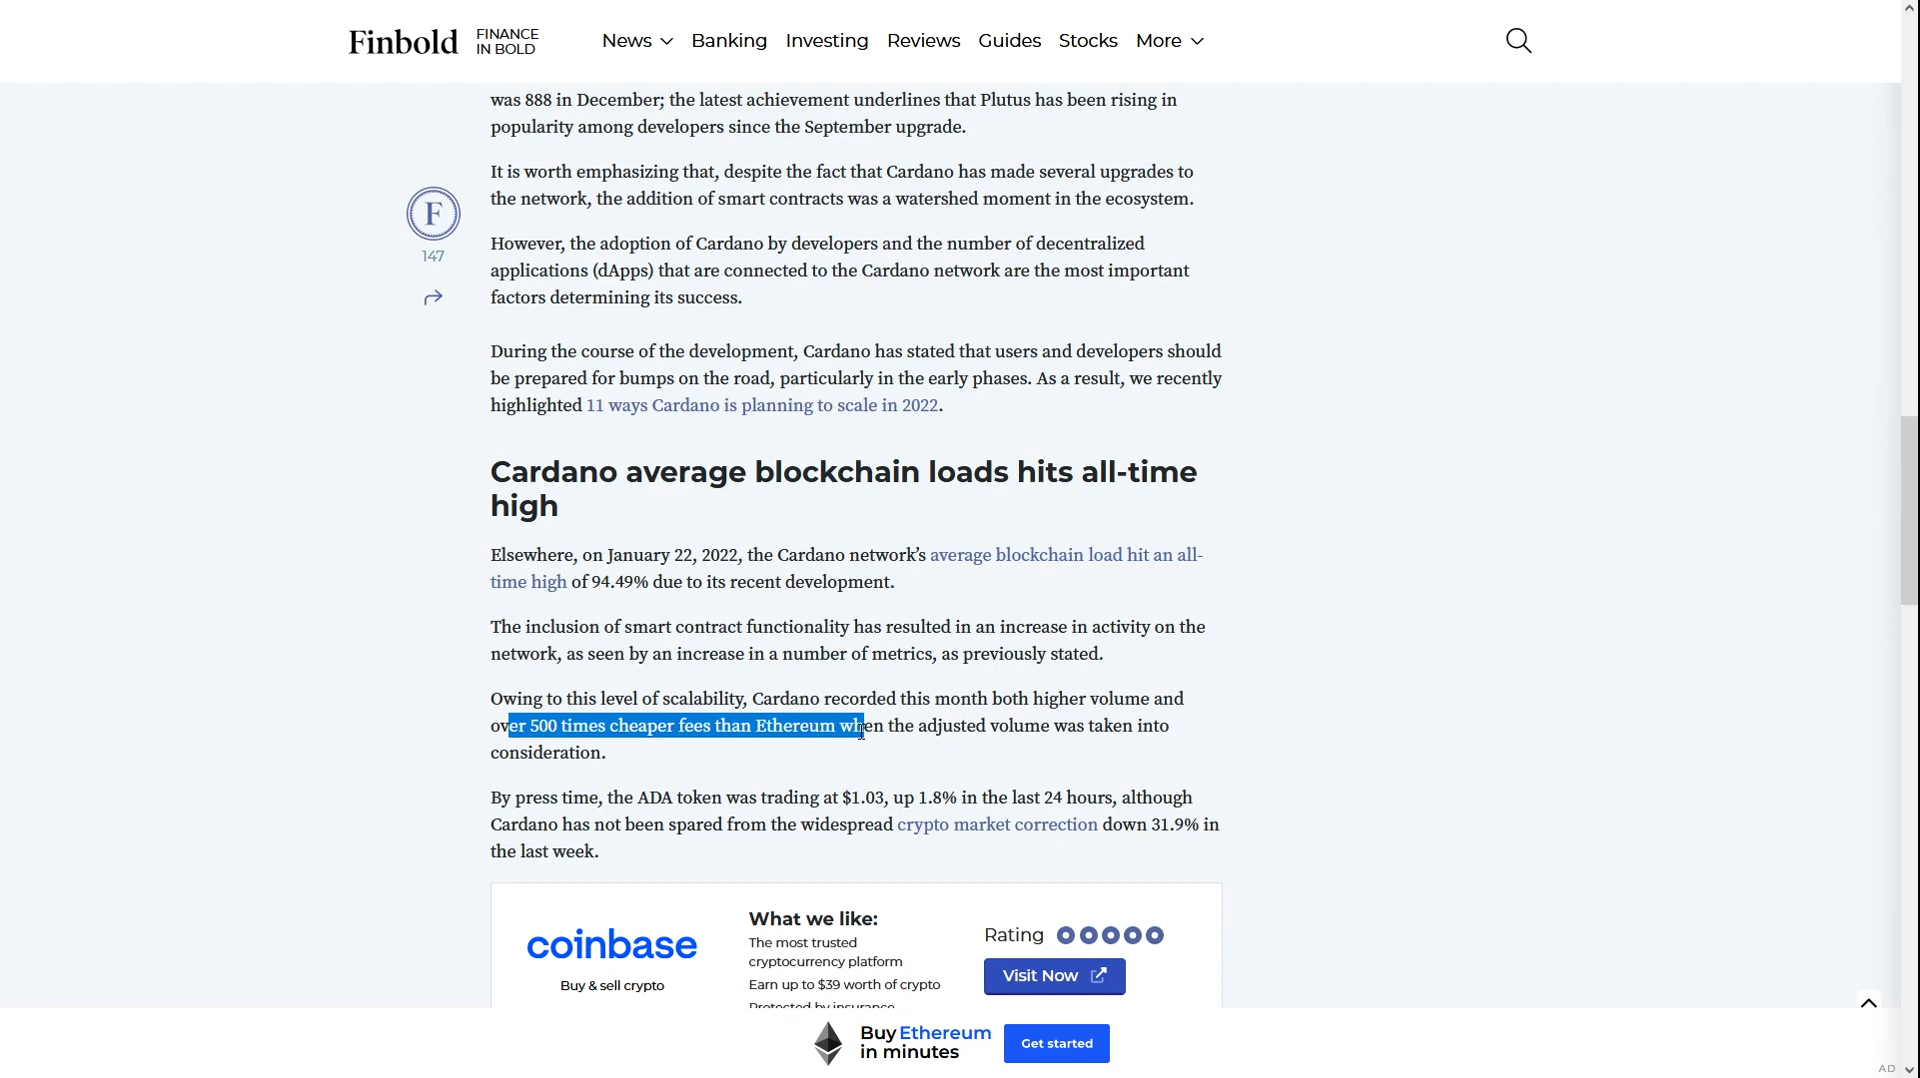 Finbold
FINANCE
IN BOLD
News Banking Investing Reviews Guides Stocks More
was 888 in December; the latest achievement underlines that Plutus has been rising in
popularity among developers since the September upgrade.
It is worth emphasizing that, despite the fact that Cardano has made several upgrades to
the network, the addition of smart contracts was a watershed moment in the ecosystem.
F
147
However, the adoption of Cardano by developers and the number of decentralized
applications (dApps) that are connected to the Cardano network are the most important
factors determining its success.
During the course of the development, Cardano has stated that users and developers should
be prepared for bumps on the road, particularly in the early phases. As a result, we recently
highlighted 11 ways Cardano is planning to scale in 2022.
Cardano average blockchain loads hits all-time
high
Elsewhere, on January 22, 2022, the Cardano network’s average blockchain load hit an all-
time high of 94.49% due to its recent development.
The inclusion of smart contract functionality has resulted in an increase in activity on the
network, as seen by an increase in a number of metrics, as previously stated.
Owing to this level of scalability, Cardano recorded this month both higher volume and
over 500 times cheaper fees than Ethereum when the adjusted volume was taken into
consideration.
By press time, the ADA token was trading at $1.03, up 1.8% in the last 24 hours, although
Cardano has not been spared from the widespread crypto market correction down 31.9% in
the last week.
coinbase
Buy & sell crypto
What we like:
The most trusted
cryptocurrency platform
Earn up to $39 worth of crypto
Protected by insurance
Rating
Visit Now
Buy Ethereum
in minutes
Get started
AD